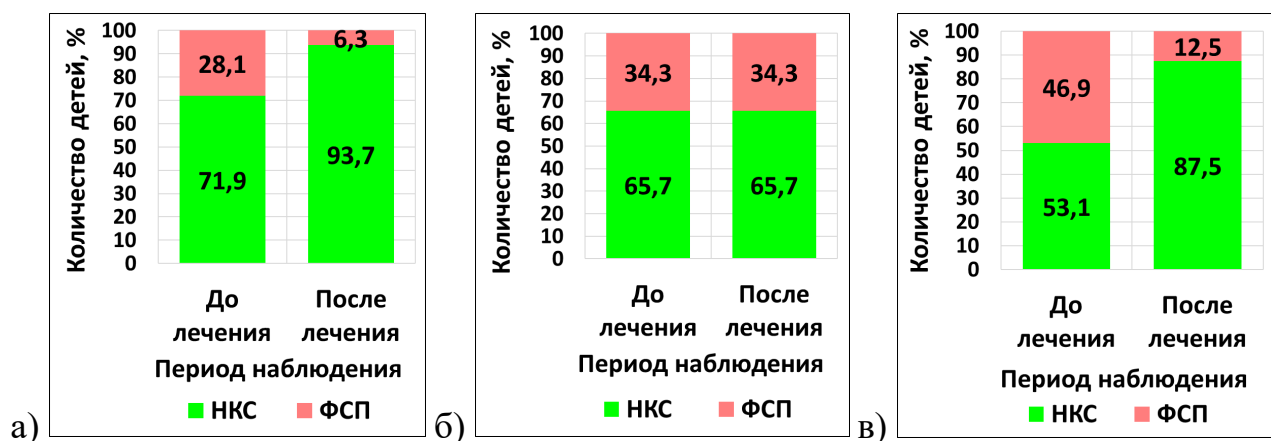 а)
Количество детей, %
100
90
80
70
60
50
40
30
20
10
0
28,1
71,9
6,3
93,7
До лечения
После лечения
Период наблюдения
НКС ФСП
б)
Количество детей, %
100
90
80
70
60
50
40
30
20
10
0
34,3
65,7
34,3
65,7
До лечения
После лечения
Период наблюдения
НКС ФСП
в)
Количество детей, %
100
90
80
70
60
50
40
30
20
10
0
46,9
53,1
12,5
87,5
До лечения
После лечения
Период наблюдения
НКС ФСП